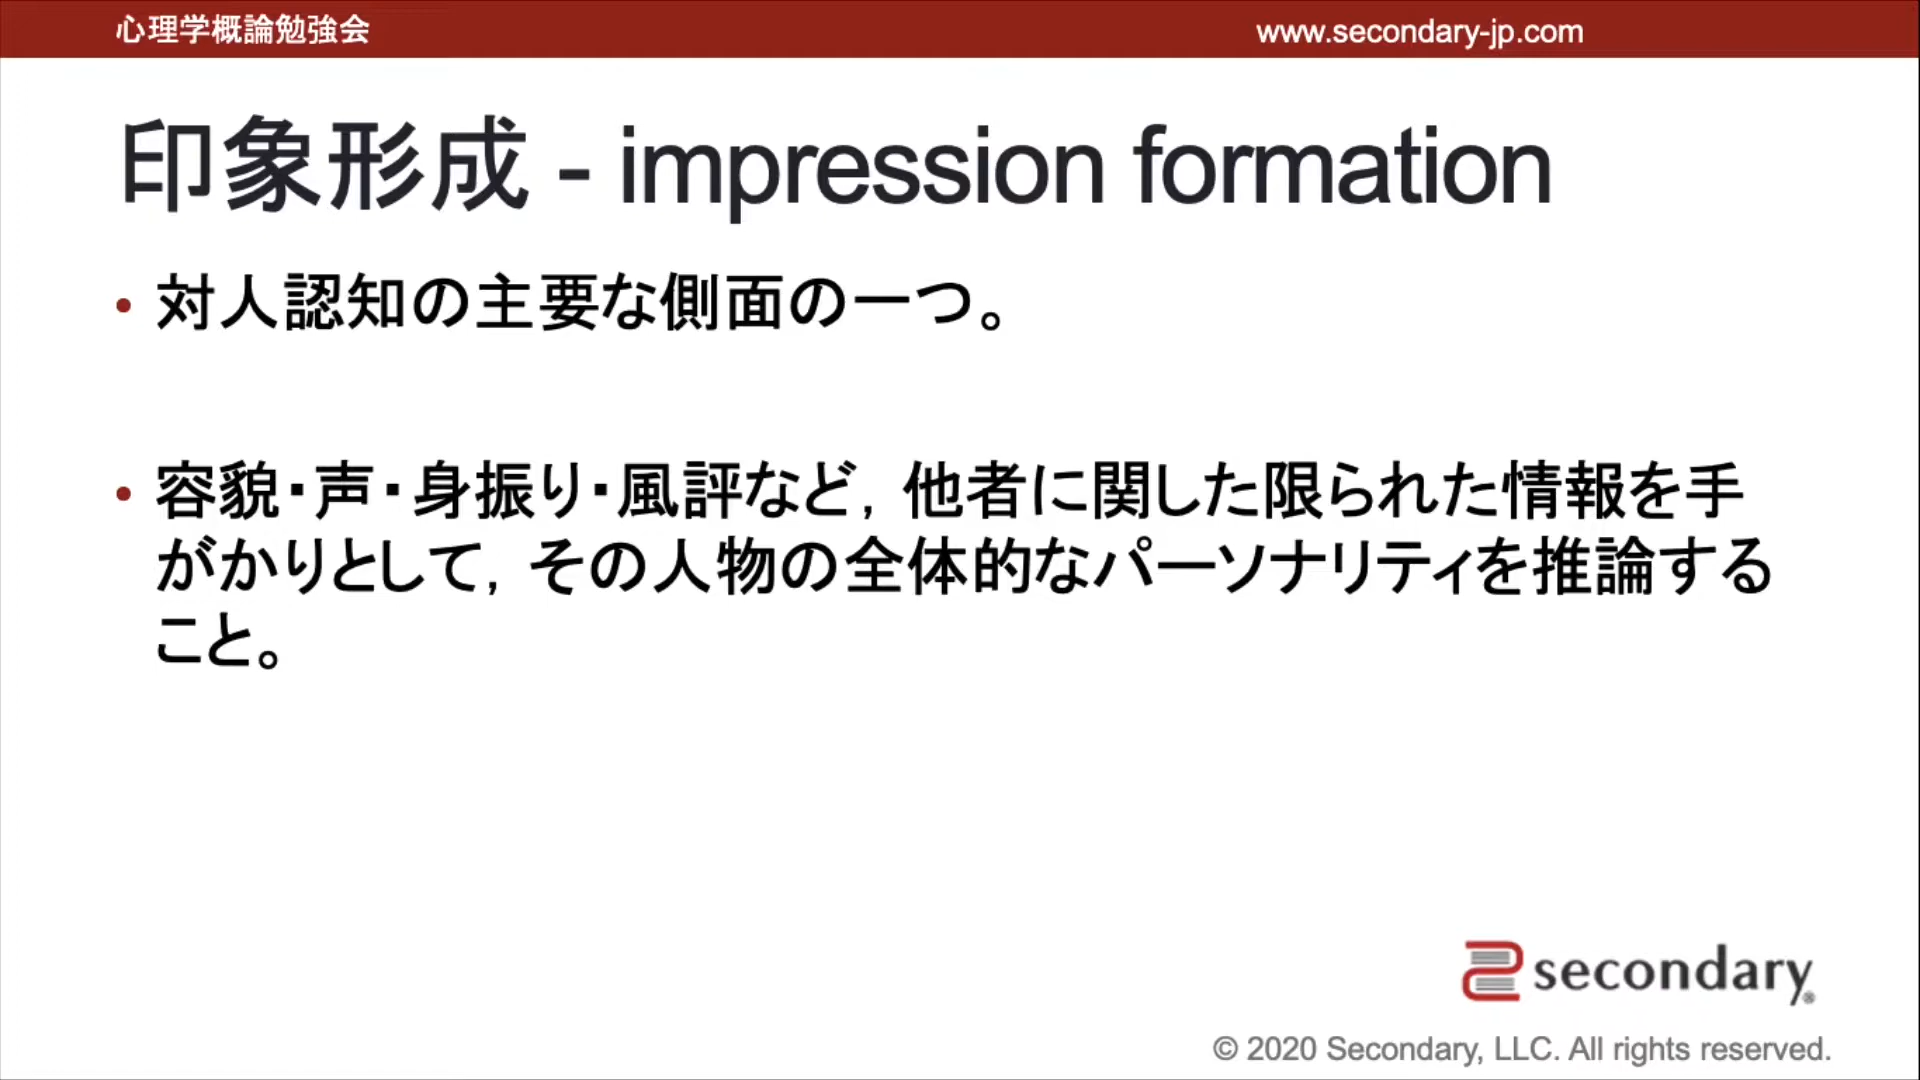 心理学概論勉強会
www.secondary-jp.com
印象形成 - impression formation
• 対人認知の主要な側面の一つ。
• 容貌・声・身振り・風評など，他者に関した限られた情報を手
がかりとして，その人物の全体的なパーソナリティを推論する
こと。
secondary®
© 2020 Secondary, LLC. All rights reserved.